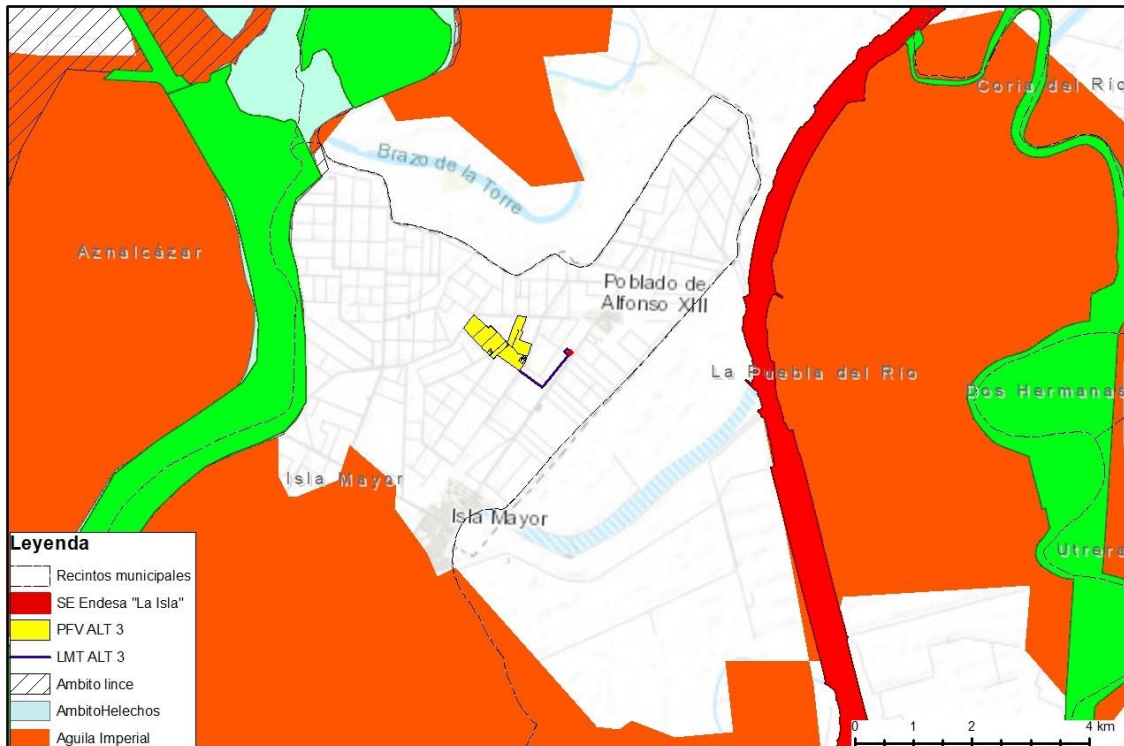 Coria del Río
Brazo de la
Torre
Aznalcázar
Poblado de
Alfonso XIII
La Puebla del Río
Dos Hermanas
Isla Mayor
Isla Mayor
Utrera
Leyenda
Recintos municipales
SE Endesa "La Isla"
PFV ALT 3
LMT ALT 3
Ambito lince
AmbitoHelechos
Aguila Imperial
0 1 2 4 km